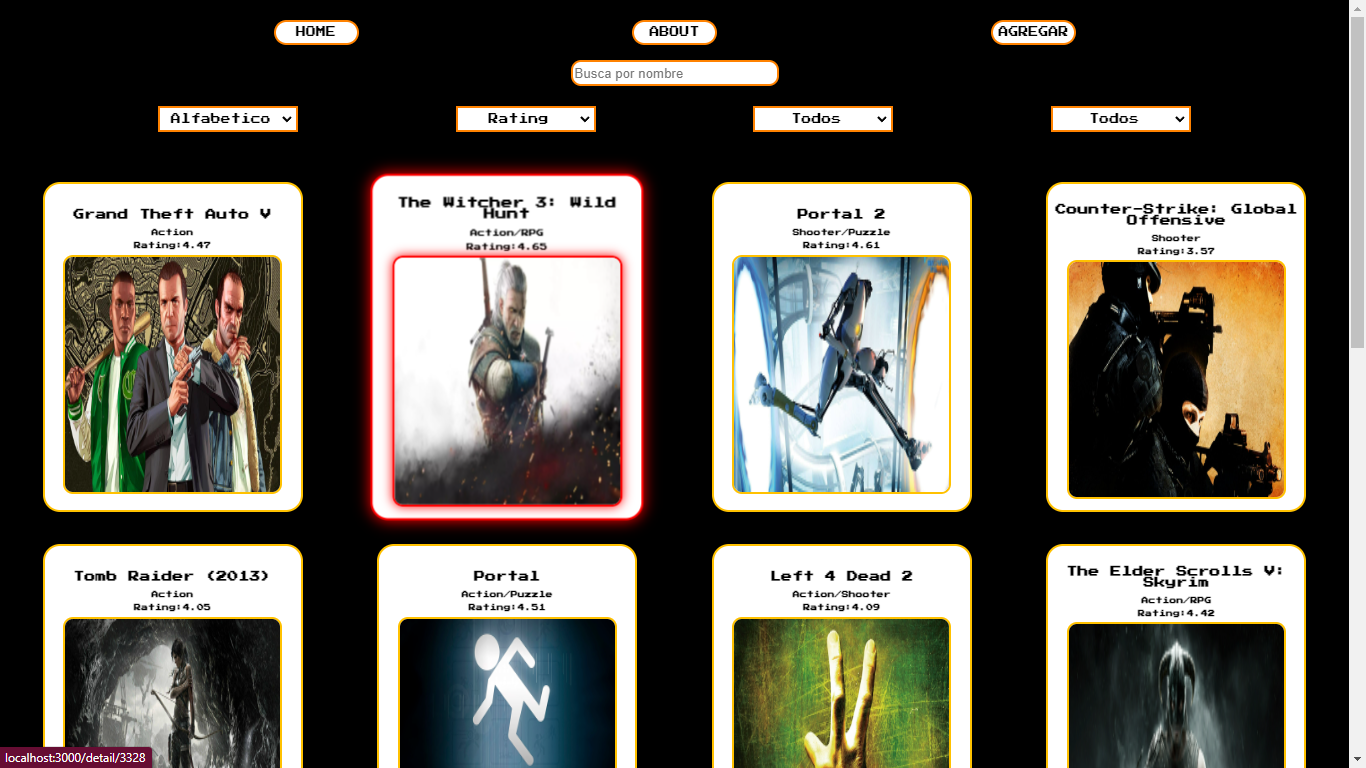 HOME
ABOUT
AGREGAR
Busca por nombre
Alfabetico
Rating
Todos
Todos
Grand Theft Auto V
Action
Rating:4.47
The Witcher 3: Wild
Hunt
Action/RPG
Rating:4.65
Portal 2
Shooter/Puzzle
Rating:4.61
Counter-Strike: Global
Offensive
Shooter
Rating:3.57
Tomb Raider (2013)
Action
Rating:4.05
Portal
Action/Puzzle
Rating:4.51
Left 4 Dead 2
Action/Shooter
Rating:4.09
The Elder Scrolls V:
Skyrim
Action/RPG
Rating:4.42
localhost:3000/detail/3328